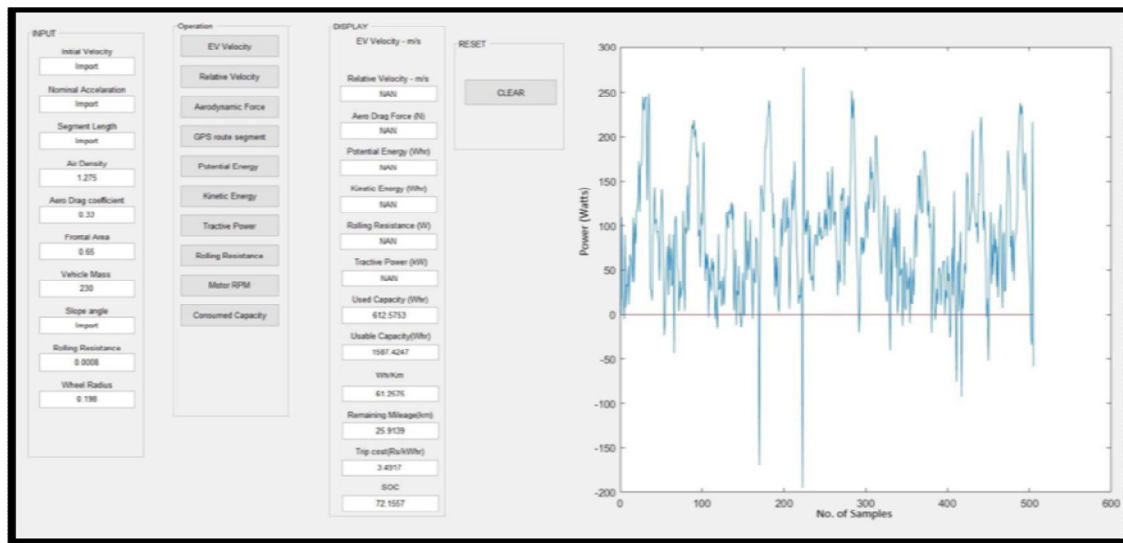 INPUT
Initial Velocity
Import
Nominal Accelaration
Import
Segment Length
Import
Air Density
1.275
Aero Drag coefficient
0.33
Frontal Area
0.65
Vehicle Mass
230
Slope angle
Import
Rolling Resistance
0.0008
Wheel Radius
0.198
Operation
EV Velocity
Relative Velocity
Aerodynamic Force
GPS route segment
Potential Energy
Kinetic Energy
Tractive Power
Rolling Resistance
Motor RPM
Consumed Capacity
DISPLAY
EV Velocity - m/s
Relative Velocity - m/s
NAN
Aero Drag Force (N)
NAN
Potential Energy (Whr)
NAN
Kinetic Energy (Whr)
NAN
Rolling Resistance (W)
NAN
Tractive Power (kW)
NAN
Used Capacity (Whr)
612.5753
Usable Capacity(Whr)
1587.4247
Wh/Km
61.2575
Remaining Mileage(km)
25.9139
Trip cost(Rs/kWhr)
3.4917
SOC
72.1557
RESET
CLEAR
300
250
200
150
100
50
0
-50
-100
-150
-200
Power (Watts)
0 100 200 300 400 500 600
No. of Samples